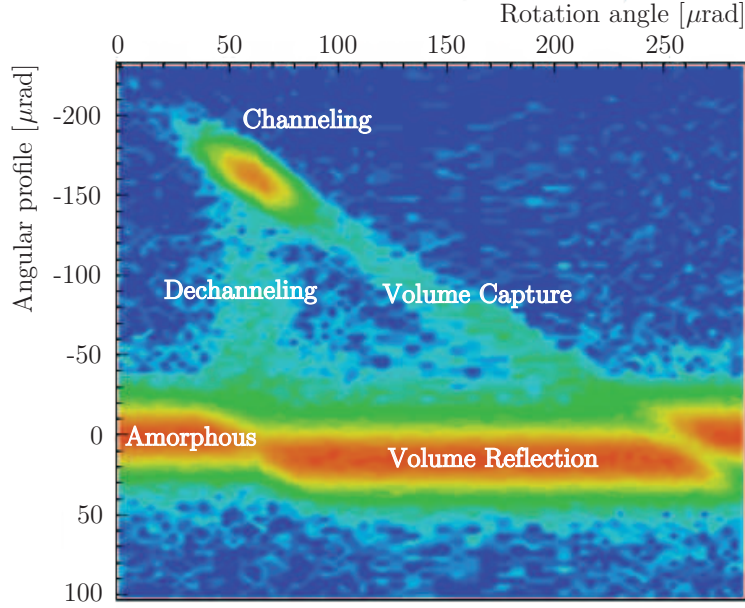 Rotation angle [μrad]
0 50 100 150 200 250
Angular profile [μrad]
-200
-150
-100
-50
0
50
100
Channeling
Dechanneling
Volume Capture
Amorphous
Volume Reflection